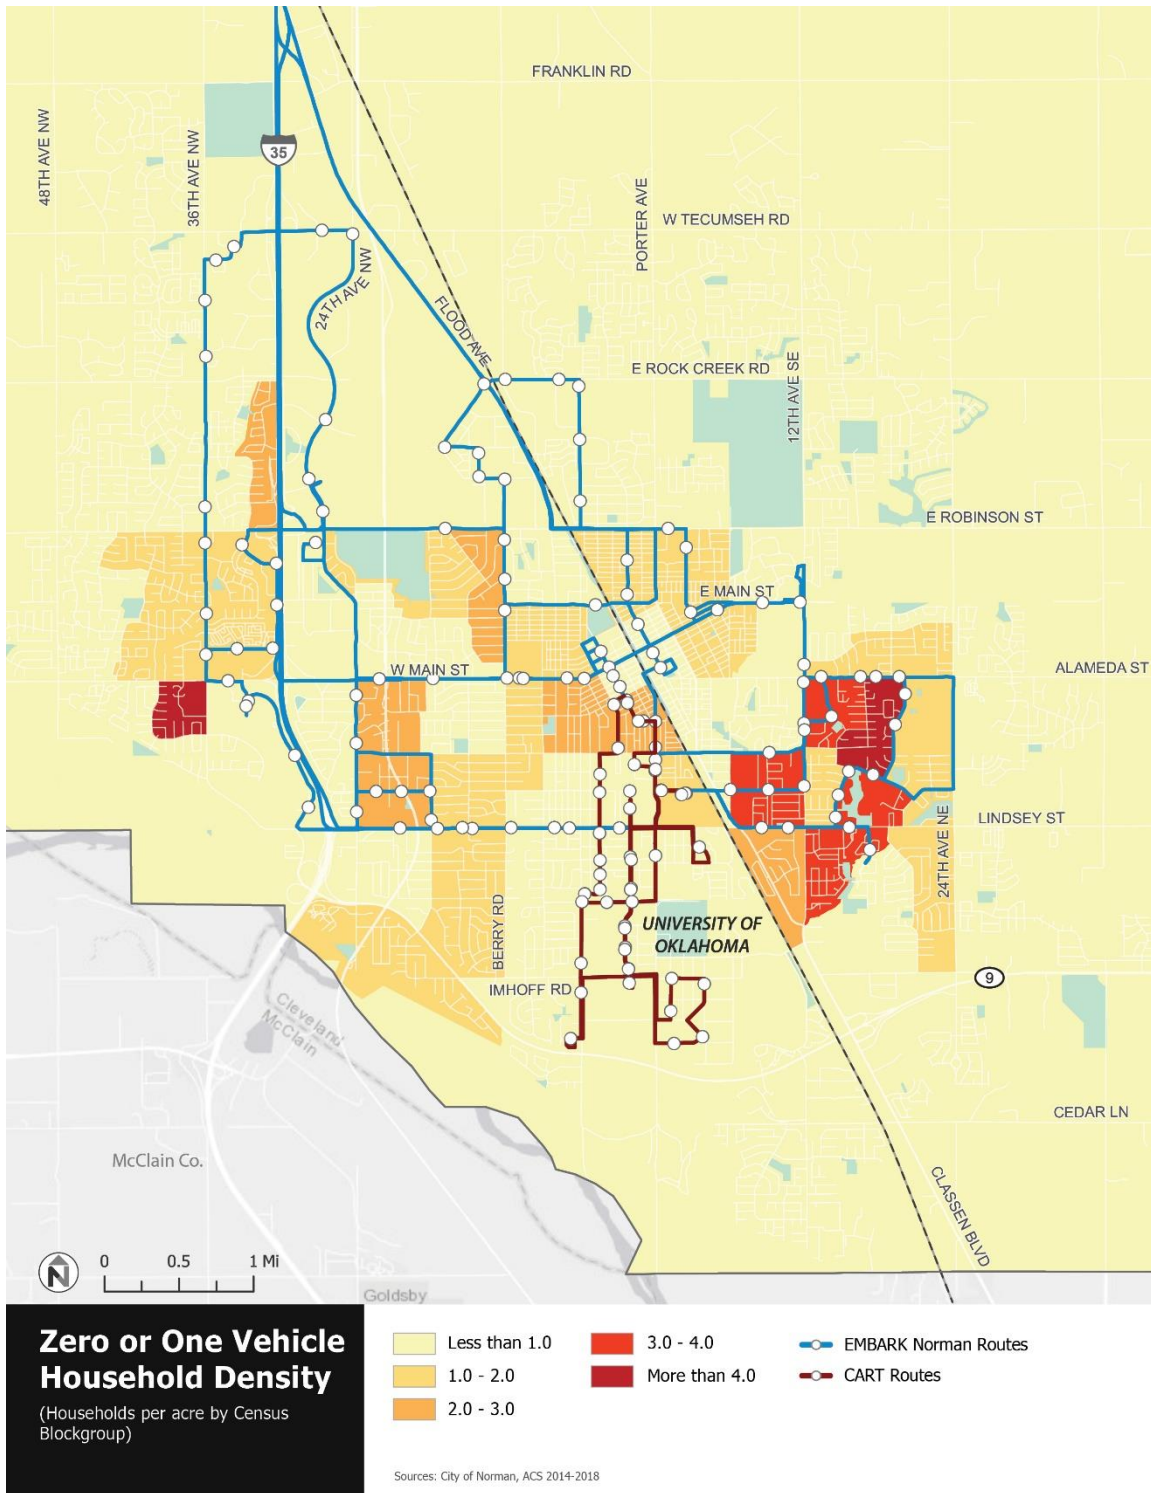 FRANKLIN RD
48TH AVE NW
36TH AVE NW
35
PORTER AVE
W TECUMSEH RD
24TH AVE NW
FLOOD AVE
E ROCK CREEK RD
12TH AVE SE
E ROBINSON ST
E MAIN ST
W MAIN ST
ALAMEDA ST
LINDSEY ST
24TH AVE NE
BERRY RD
UNIVERSITY OF
OKLAHOMA
IMHOFF RD
9
Cleveland
McClain
CEDAR LN
McClain Co.
CLASSEN BLVD
N
0 0.5 1 Mi
Goldsby
Zero or One Vehicle
Household Density
(Households per acre by Census
Blockgroup)
Less than 1.0
1.0 - 2.0
2.0 - 3.0
3.0 - 4.0
More than 4.0
EMBARK Norman Routes
CART Routes
Sources: City of Norman, ACS 2014-2018